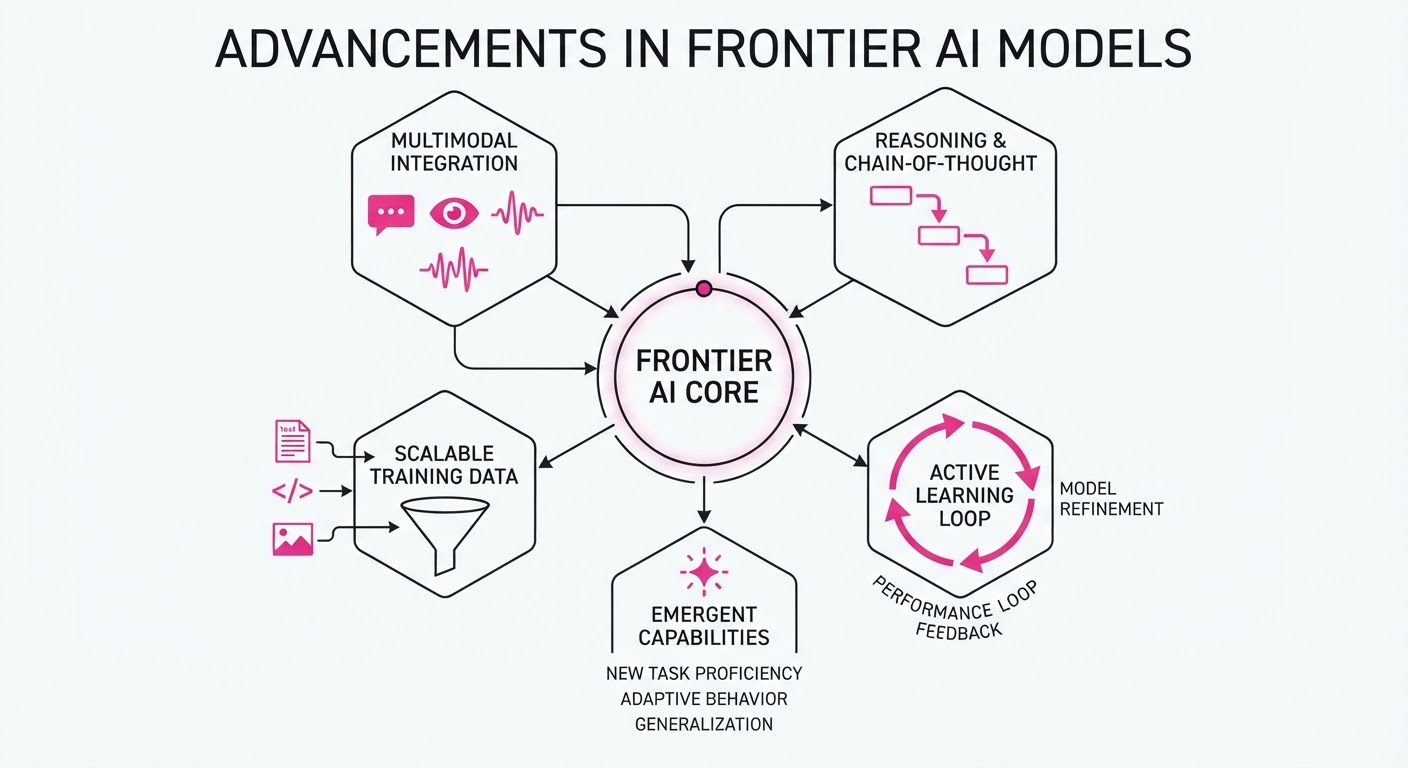 ADVANCEMENTS IN FRONTIER AI MODELS
MULTIMODAL
INTEGRATION
REASONING &
CHAIN-OF-THOUGHT
FRONTIER
AI CORE
SCALABLE
TRAINING DATA
</>
ACTIVE
LEARNING
LOOP
MODEL
REFINEMENT
PERFORMANCE LOOP
FEEDBACK
EMERGENT
CAPABILITIES
NEW TASK PROFICIENCY
ADAPTIVE BEHAVIOR
GENERALIZATION